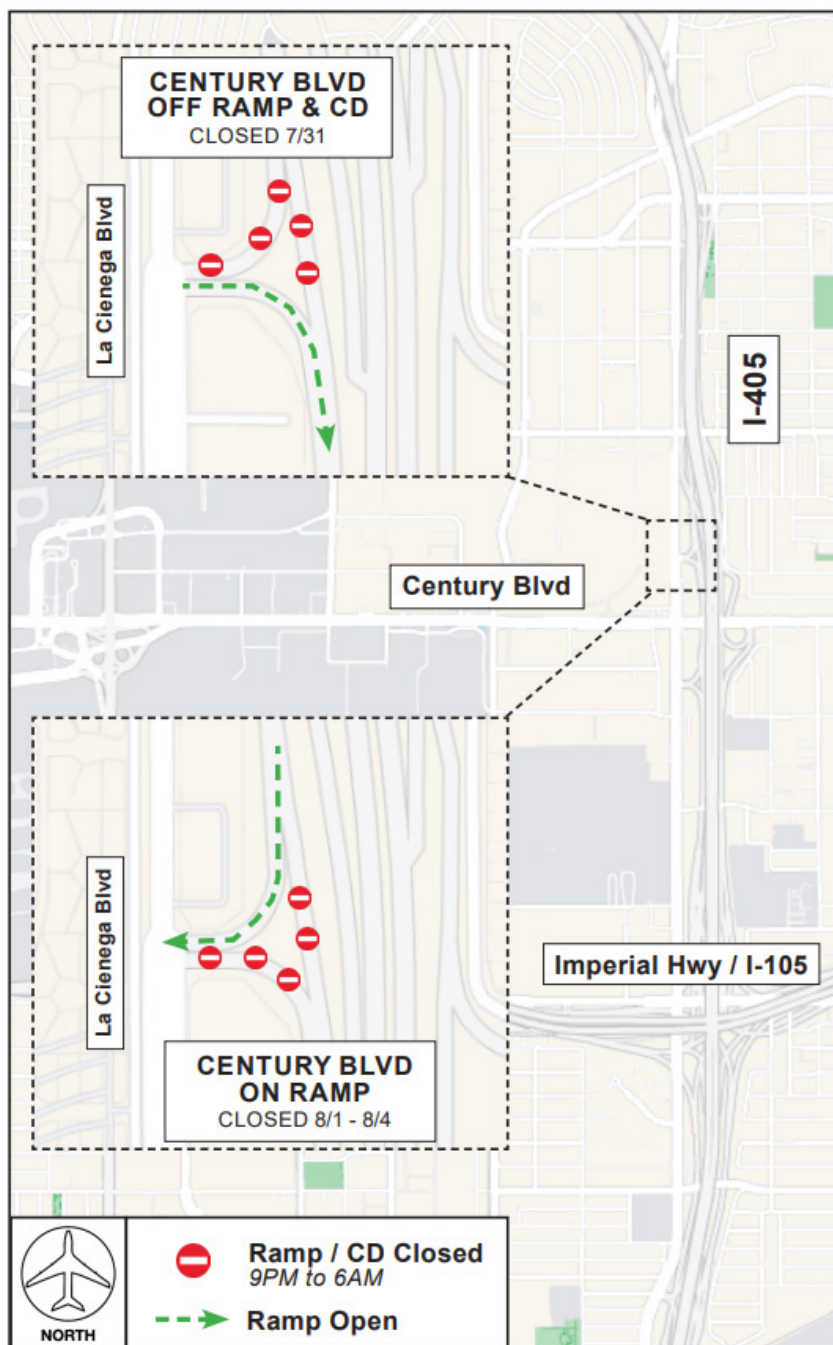 CENTURY BLVD
OFF RAMP & CD
CLOSED 7/31
La Cienega Blvd
I-405
Century Blvd
La Cienega Blvd
Imperial Hwy / I-105
CENTURY BLVD
ON RAMP
CLOSED 8/1 - 8/4
Ramp / CD Closed
9PM to 6AM
Ramp Open
NORTH